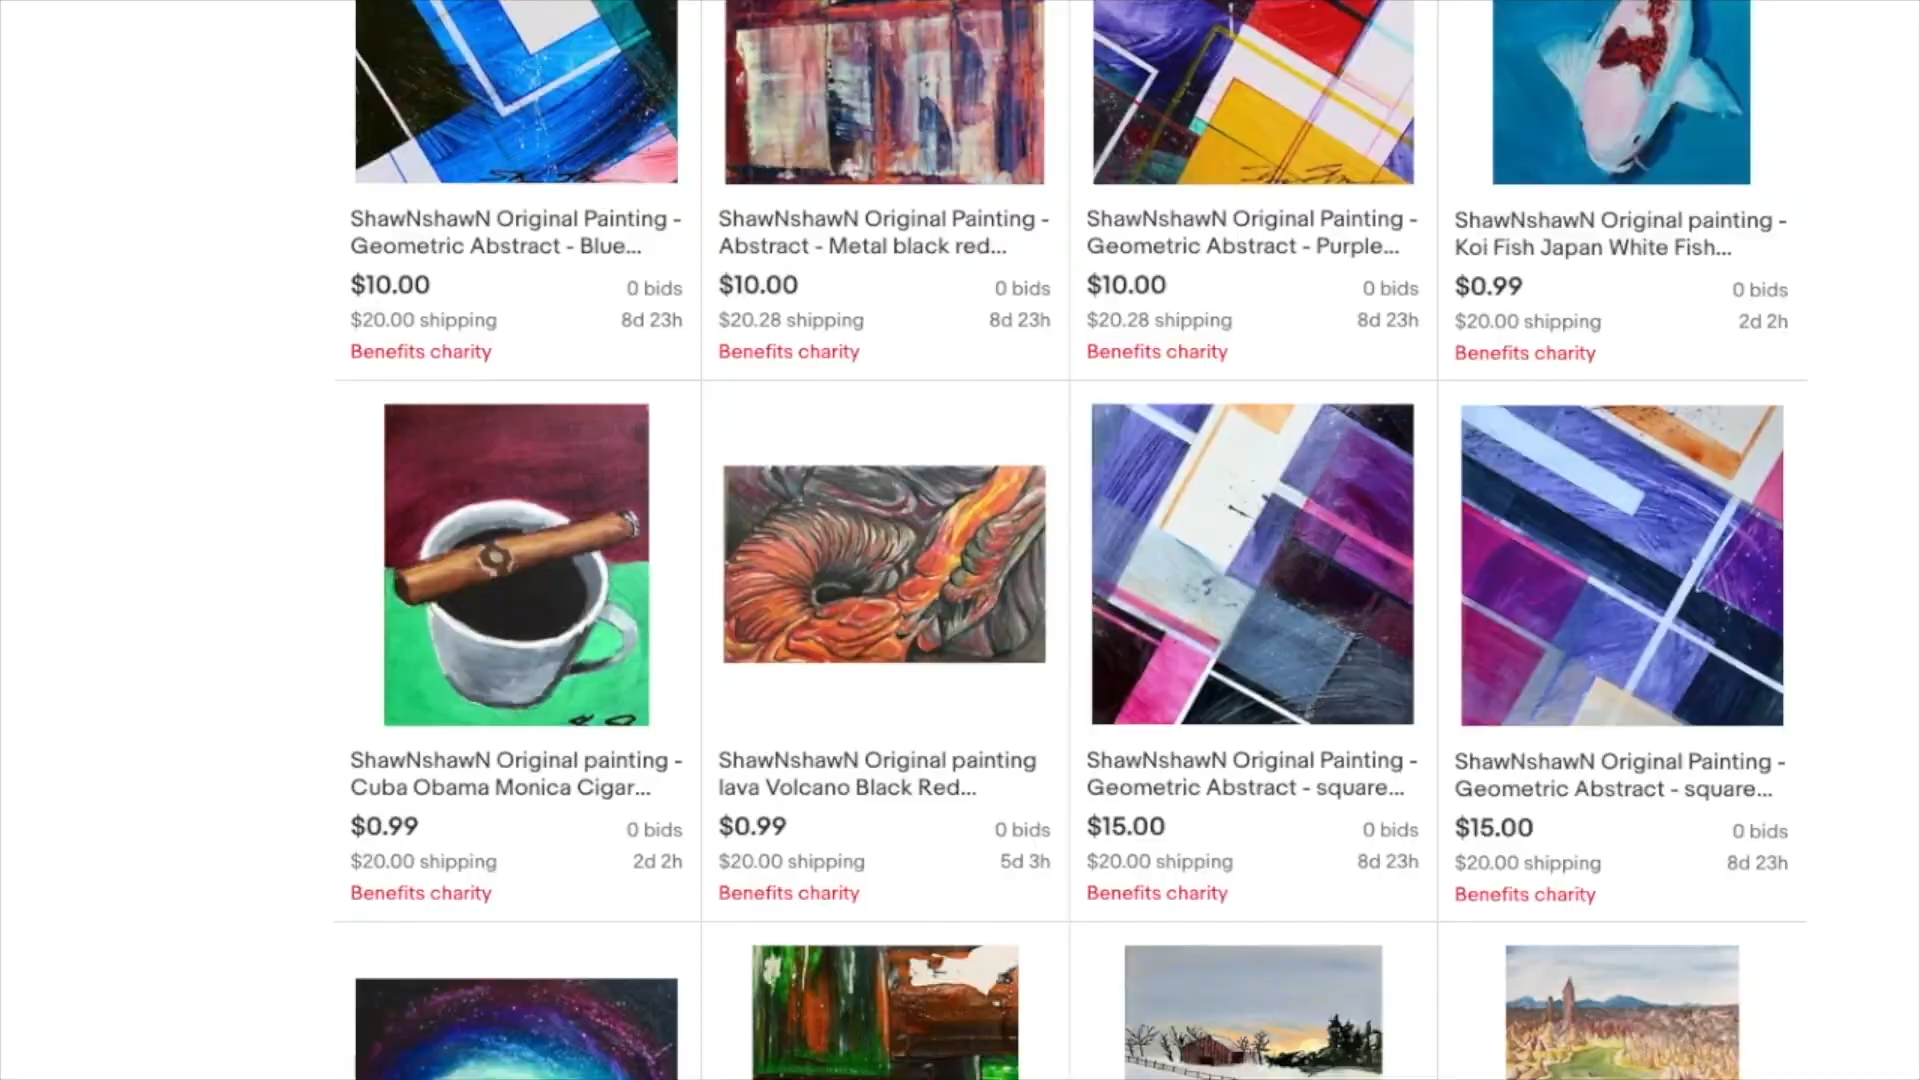 ShawNshawN Original Painting -
Geometric Abstract - Blue...
$10.00 0 bids
$20.00 shipping 8d 23h
Benefits charity
ShawNshawN Original Painting -
Abstract - Metal black red...
$10.00 0 bids
$20.28 shipping 8d 23h
Benefits charity
ShawNshawN Original Painting -
Geometric Abstract - Purple...
$10.00 0 bids
$20.28 shipping 8d 23h
Benefits charity
ShawNshawN Original painting -
Koi Fish Japan White Fish...
$0.99 0 bids
$20.00 shipping 2d 2h
Benefits charity
ShawNshawN Original painting -
Cuba Obama Monica Cigar...
$0.99 0 bids
$20.00 shipping 2d 2h
Benefits charity
ShawNshawN Original painting
lava Volcano Black Red...
$0.99 0 bids
$20.00 shipping 5d 3h
Benefits charity
ShawNshawN Original Painting -
Geometric Abstract - square...
$15.00 0 bids
$20.00 shipping 8d 23h
Benefits charity
ShawNshawN Original Painting -
Geometric Abstract - square...
$15.00 0 bids
$20.00 shipping 8d 23h
Benefits charity